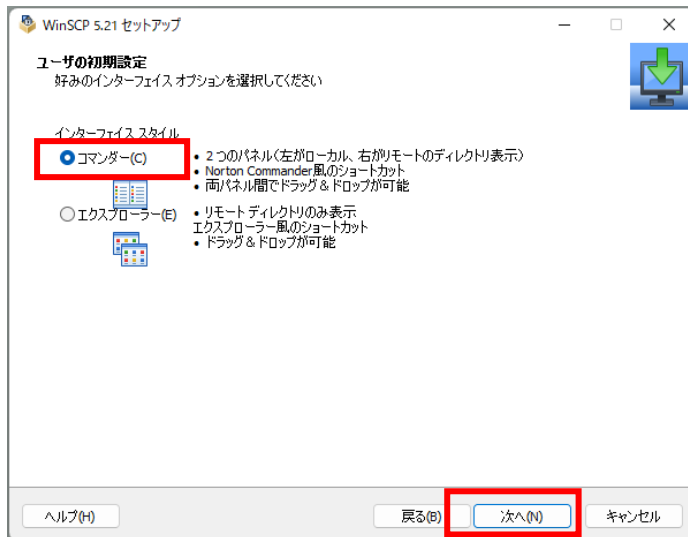 WinSCP 5.21 セットアップ
ユーザの初期設定
好みのインターフェイス オプションを選択してください
インターフェイス スタイル
コマンダー(C)
• 2つのパネル(左がローカル、右がリモートのディレクトリ表示)
• Norton Commander風のショートカット
• 両パネル間でドラッグ&ドロップが可能
エクスプローラー(E)
• リモート ディレクトリのみ表示
エクスプローラー風のショートカット
• ドラッグ&ドロップが可能
ヘルプ(H)
戻る(B)
次へ(N)
キャンセル